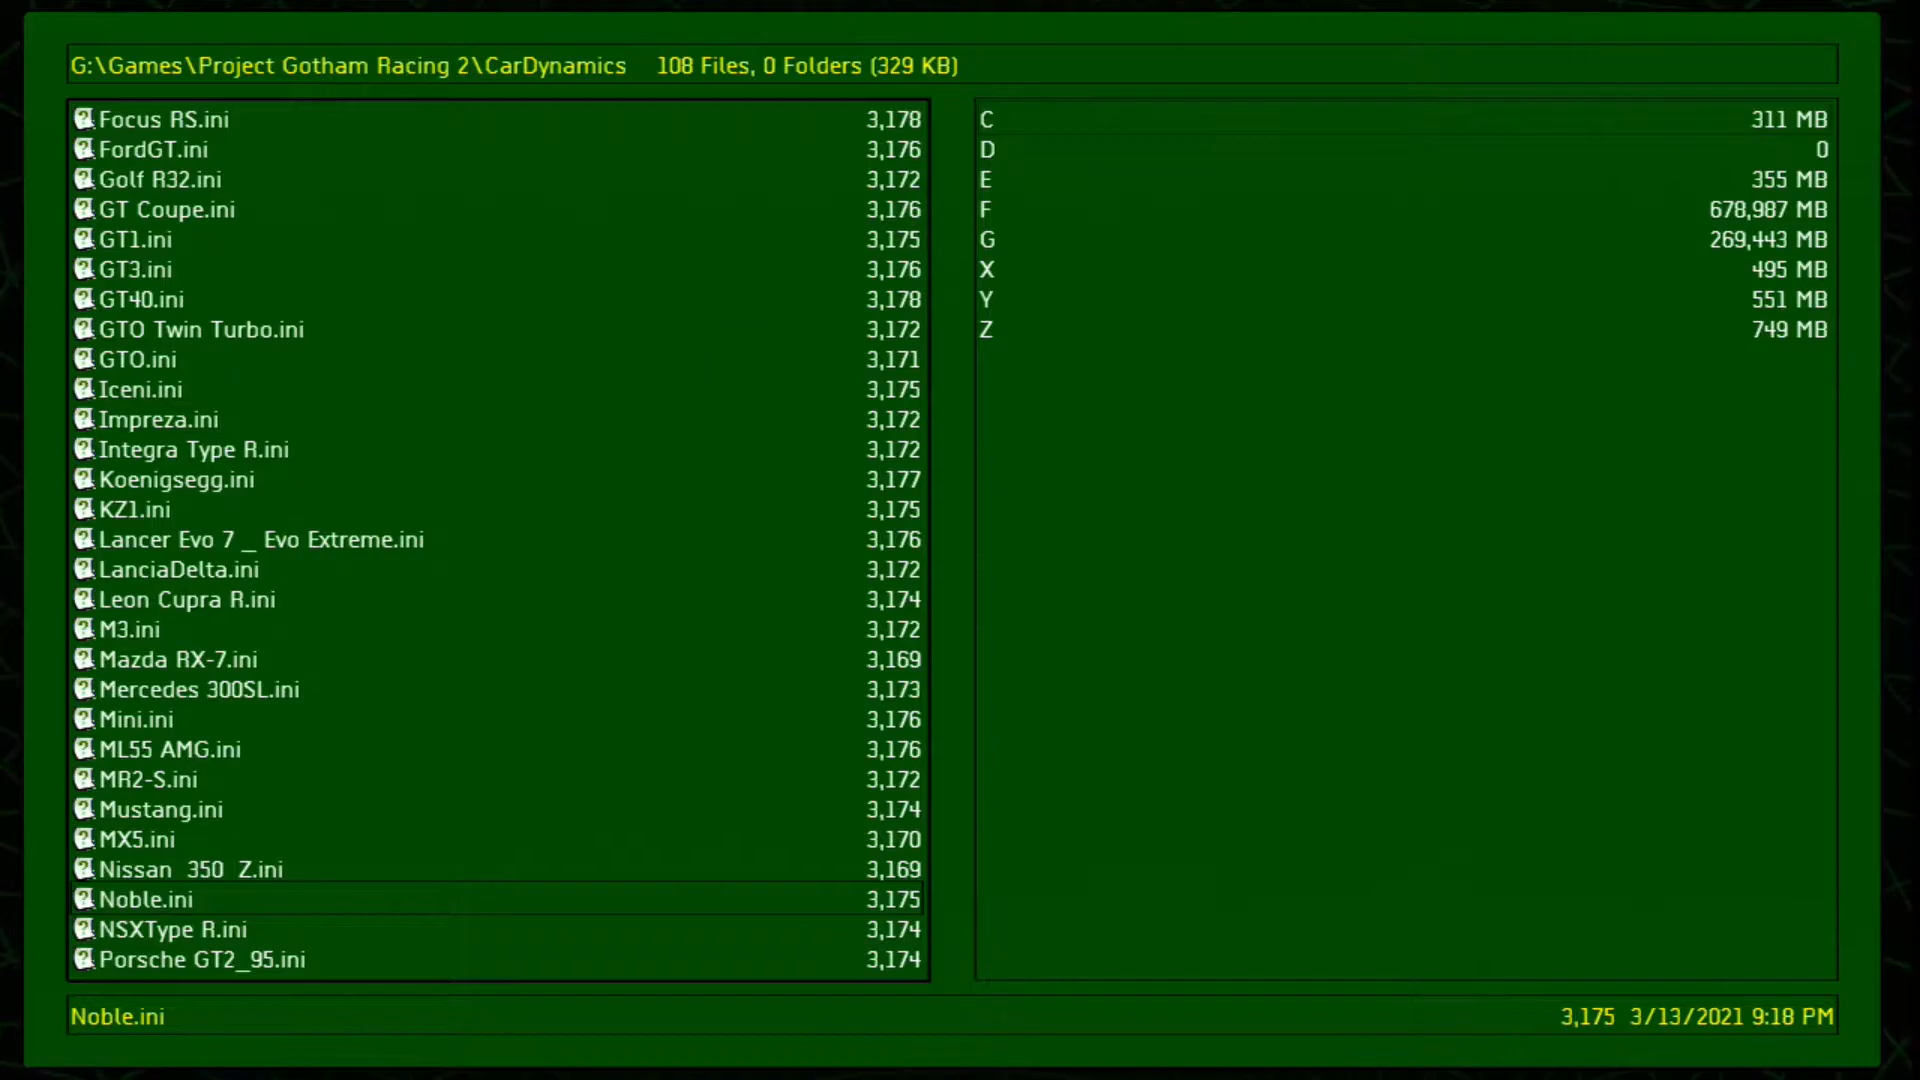 G:\Games\Project Gotham Racing 2\CarDynamics 108 Files, 0 Folders (329 KB)
Focus RS.ini 3,178
FordGT.ini 3,176
Golf R32.ini 3,172
GT Coupe.ini 3,176
GT1.ini 3,175
GT3.ini 3,176
GT40.ini 3,178
GTO Twin Turbo.ini 3,172
GTO.ini 3,171
Iceni.ini 3,175
Impreza.ini 3,172
Integra Type R.ini 3,172
Koenigsegg.ini 3,177
KZ1.ini 3,175
Lancer Evo 7 _ Evo Extreme.ini 3,176
LanciaDelta.ini 3,172
Leon Cupra R.ini 3,174
M3.ini 3,172
Mazda RX-7.ini 3,169
Mercedes 300SL.ini 3,173
Mini.ini 3,176
ML55 AMG.ini 3,176
MR2-S.ini 3,172
Mustang.ini 3,174
MX5.ini 3,170
Nissan  350  Z.ini 3,169
Noble.ini 3,175
NSXType R.ini 3,174
Porsche GT2_95.ini 3,174
C 311 MB
D 0
E 355 MB
F 678,987 MB
G 269,443 MB
X 495 MB
Y 551 MB
Z 749 MB
Noble.ini 3,175 3/13/2021 9:18 PM